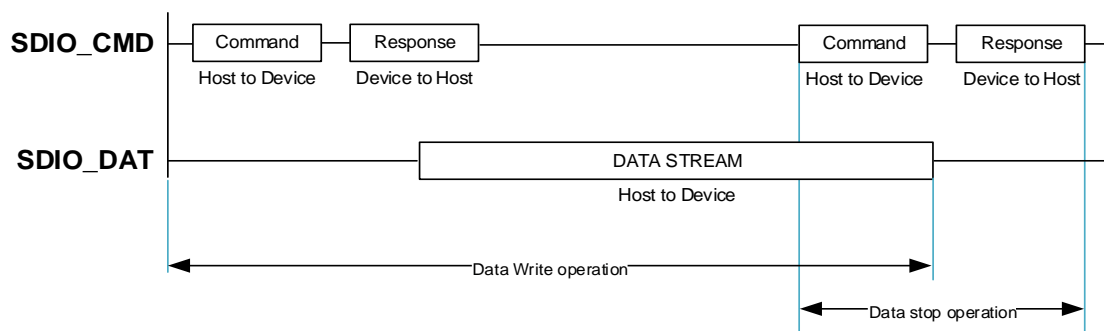 SDIO_CMD
Command
Response
Command
Response
Host to Device
Device to Host
Host to Device
Device to Host
SDIO_DAT
DATA STREAM
Host to Device
Data Write operation
Data stop operation